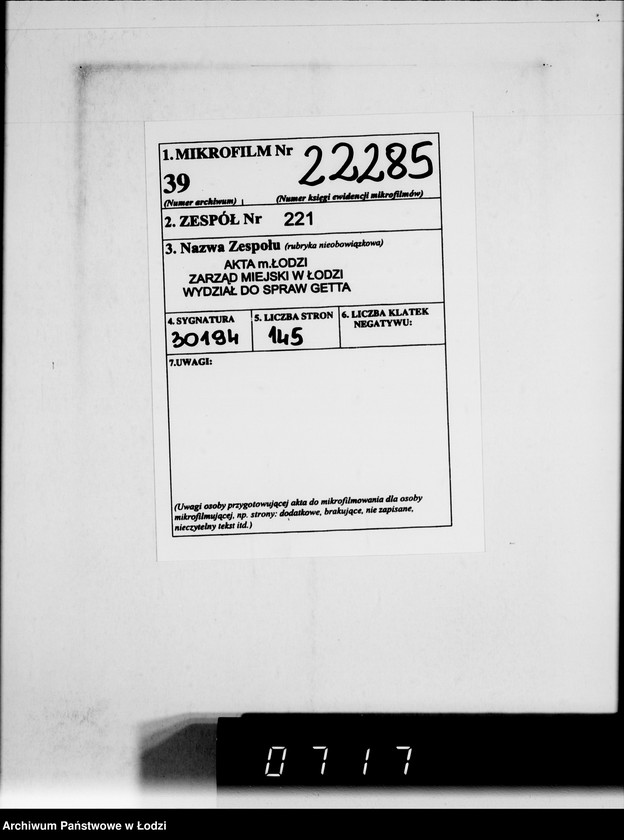 1. MIKROFILM Nr 22285
39
(Numer archiwum) (Numer księgi ewidencji mikrofilmów)
2. ZESPÓŁ Nr 221
3. Nazwa Zespołu (rubryka nieobowiązkowa)
AKTA m.ŁODZI
ZARZĄD MIEJSKI W ŁODZI
WYDZIAŁ DO SPRAW GETTA
4. SYGNATURA 5. LICZBA STRON 6. LICZBA KLATEK
NEGATYWU:
30194 145
7.UWAGI:
(Uwagi osoby przygotowującej akta do mikrofilmowania dla osoby
mikrofilmującej, np. strony: dodatkowe, brakujące, nie zapisane,
nieczytelny tekst itd.)
0717
Archiwum Państwowe w Łodzi